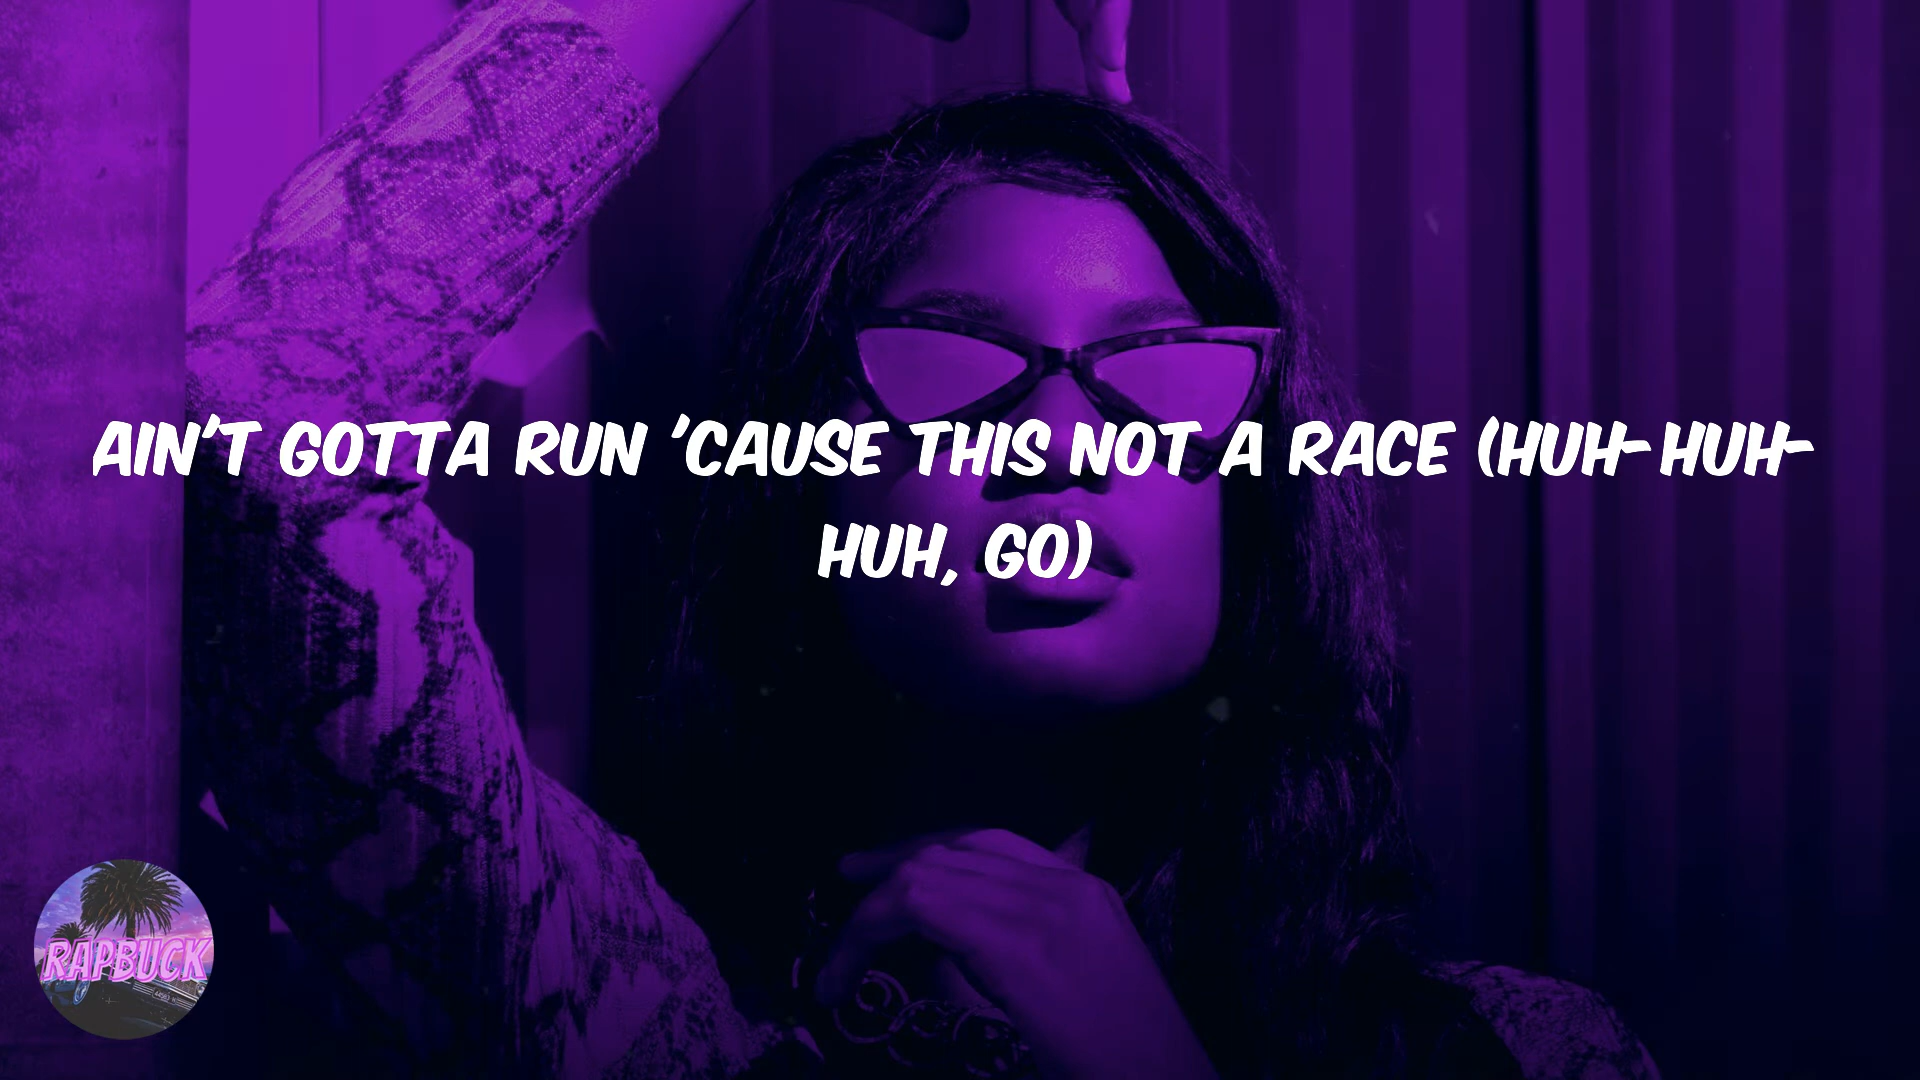 AIN'T GOTTA RUN 'CAUSE THIS NOT A RACE (HUH-HUH-
HUH, GO)
RAPBUCK